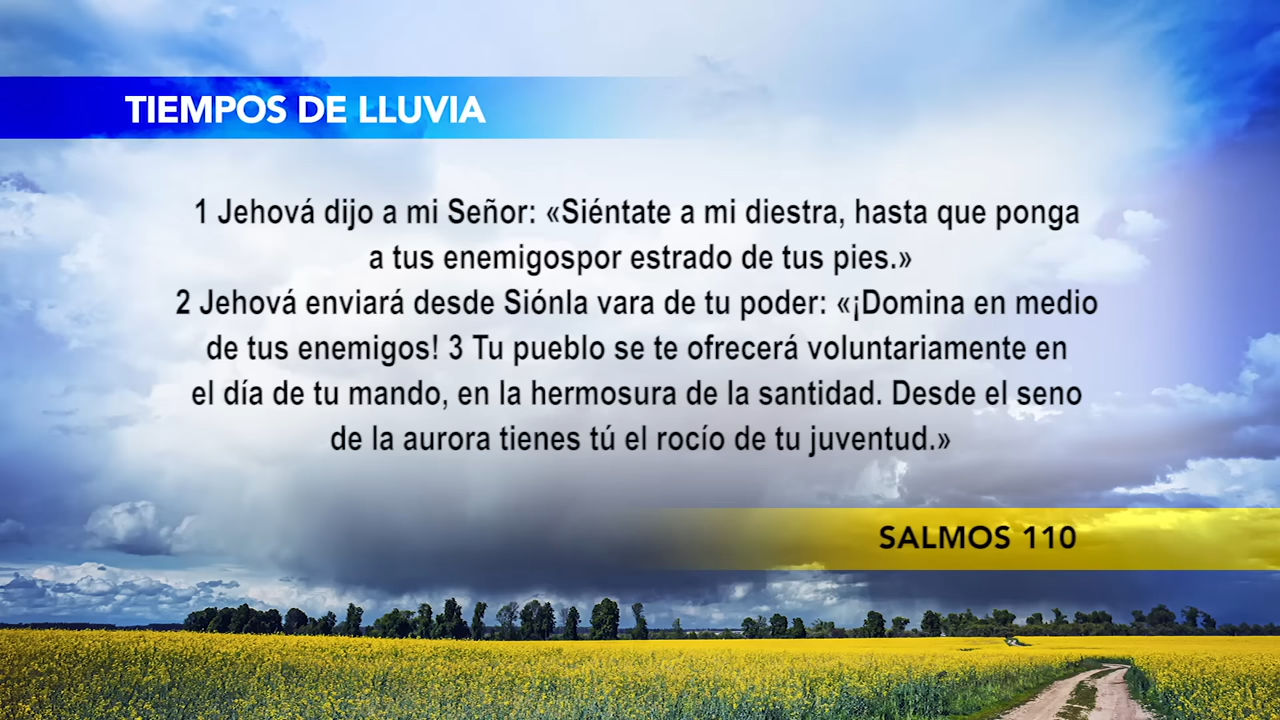 TIEMPOS DE LLUVIA
1 Jehová dijo a mi Señor: «Siéntate a mi diestra, hasta que ponga
a tus enemigospor estrado de tus pies.»
2 Jehová enviará desde Siónla vara de tu poder: «¡Domina en medio
de tus enemigos! 3 Tu pueblo se te ofrecerá voluntariamente en
el día de tu mando, en la hermosura de la santidad. Desde el seno
de la aurora tienes tú el rocío de tu juventud.»
SALMOS 110